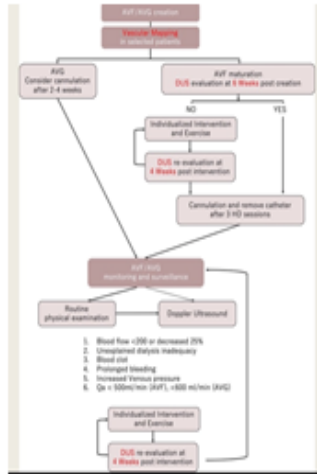 AVF/AVG creation
Vascular Mapping
in selected patients
AVG
Consider cannulation
after 2-4 weeks
AVF maturation
DUS evaluation at 6 Weeks post creation
NO
YES
Individualized Intervention
and Exercise
DUS re evaluation at
4 Weeks post intervention
Cannulation and remove catheter
after 3 HD sessions
AVF/AVG
monitoring and surveillance
Routine
physical examination
Doppler Ultrasound
1. Blood flow <200 or decreased 25%
2. Unexplained dialysis inadequacy
3. Blood clot
4. Prolonged bleeding
5. Increased Venous pressure
6. Qa < 500ml/min (AVF), <600 ml/min (AVG)
Individualized Intervention
and Exercise
DUS re evaluation at
4 Weeks post intervention